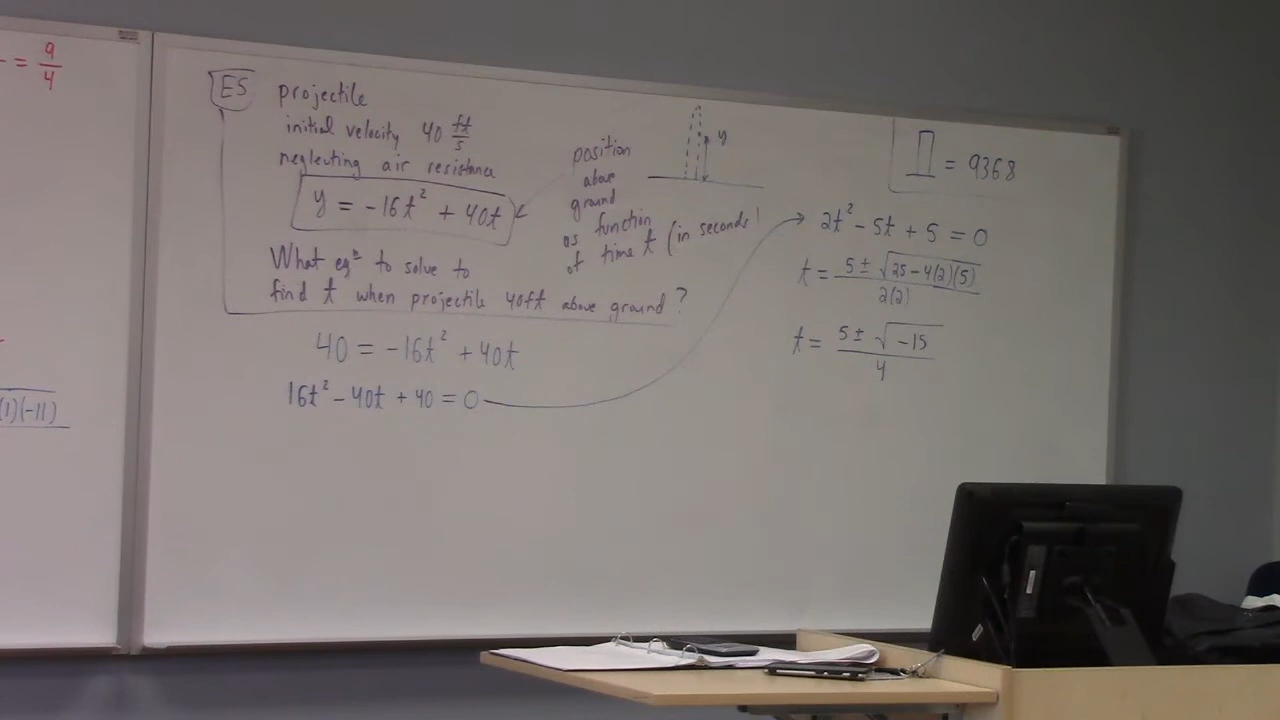 = 9/4
(1)(-11)
ES projectile
initial velocity 40 ft/s
neglecting air resistance
y = -16t² + 40t
position
above
ground
as function
of time t (in seconds)
y
What eqⁿ to solve to
find t when projectile 40ft above ground?
40 = -16t² + 40t
16t² - 40t + 40 = 0
= 9368
2t² - 5t + 5 = 0
t = (5 ± √(25 - 4(2)(5))) / 2(2)
t = (5 ± √(-15)) / 4